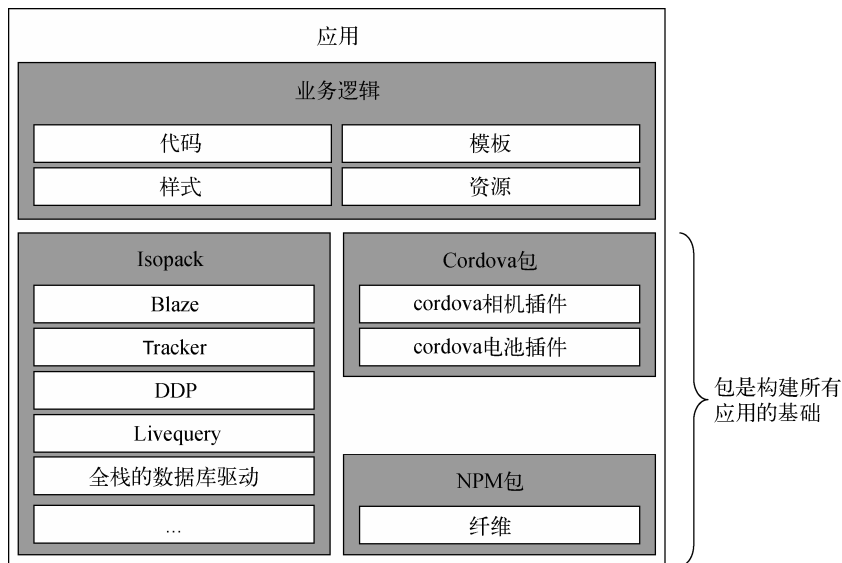 应用
业务逻辑
代码
模板
样式
资源
Isopack
Blaze
Tracker
DDP
Livequery
全栈的数据库驱动
...
Cordova包
cordova相机插件
cordova电池插件
NPM包
纤维
包是构建所有
应用的基础